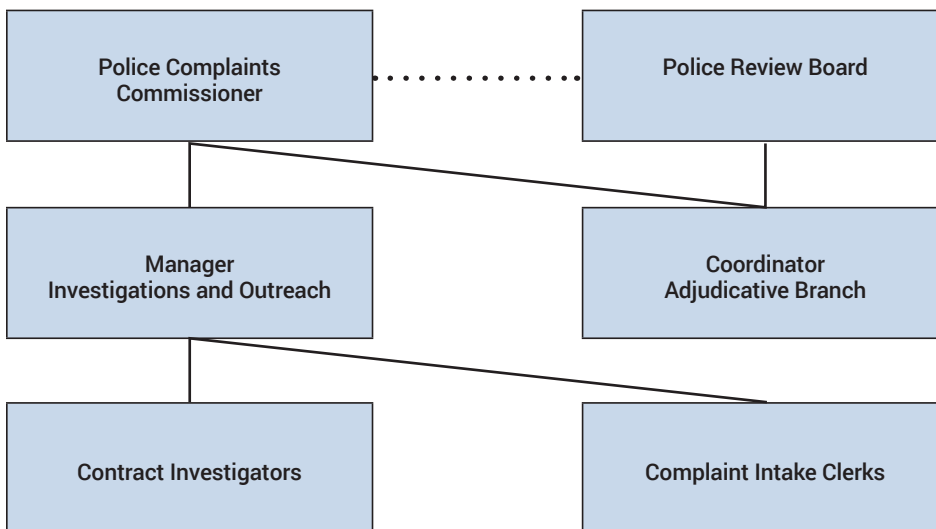 Police Complaints
Commissioner
Police Review Board
Manager
Investigations and Outreach
Coordinator
Adjudicative Branch
Contract Investigators
Complaint Intake Clerks